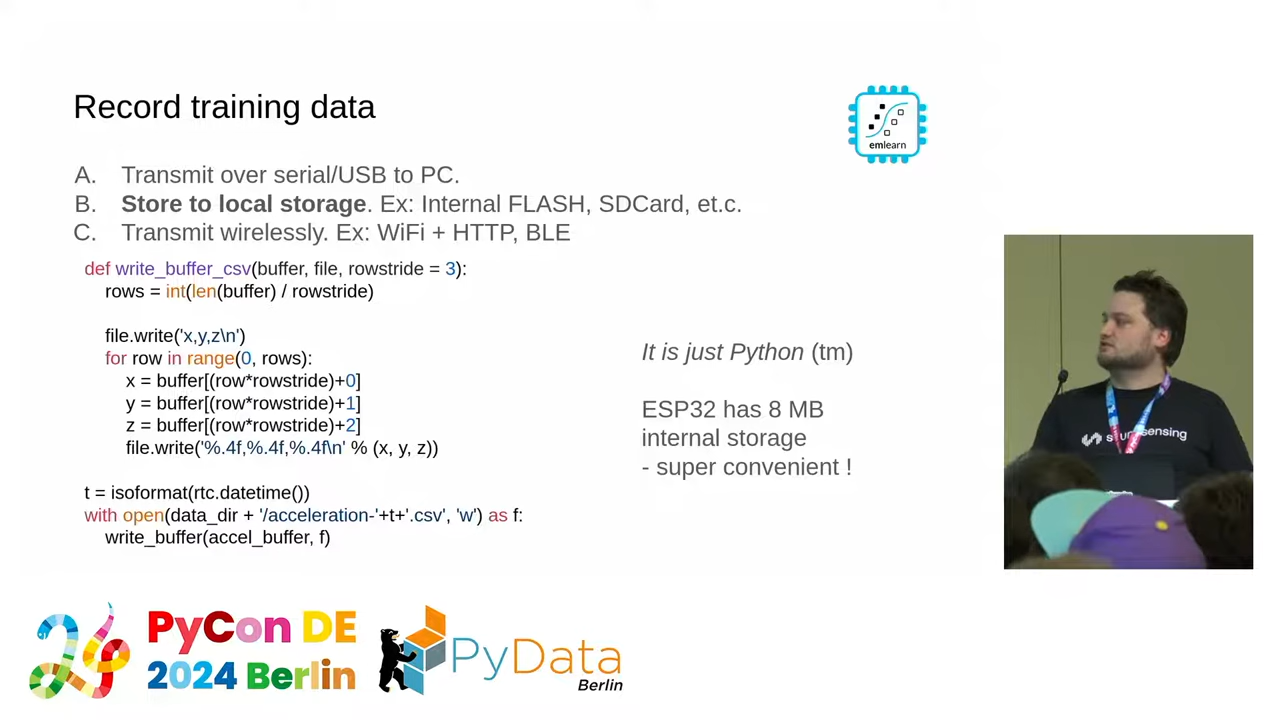 Record training data
emlearn
A. Transmit over serial/USB to PC.
B. Store to local storage. Ex: Internal FLASH, SDCard, et.c.
C. Transmit wirelessly. Ex: WiFi + HTTP, BLE
def write_buffer_csv(buffer, file, rowstride = 3):
rows = int(len(buffer) / rowstride)
file.write('x,y,z\n')
for row in range(0, rows):
x = buffer[(row*rowstride)+0]
y = buffer[(row*rowstride)+1]
z = buffer[(row*rowstride)+2]
file.write('%.4f,%.4f,%.4f\n' % (x, y, z))
t = isoformat(rtc.datetime())
with open(data_dir + '/acceleration-'+t+'.csv', 'w') as f:
write_buffer(accel_buffer, f)
It is just Python (tm)
ESP32 has 8 MB
internal storage
- super convenient !
PyCon DE
2024 Berlin
PyData
Berlin